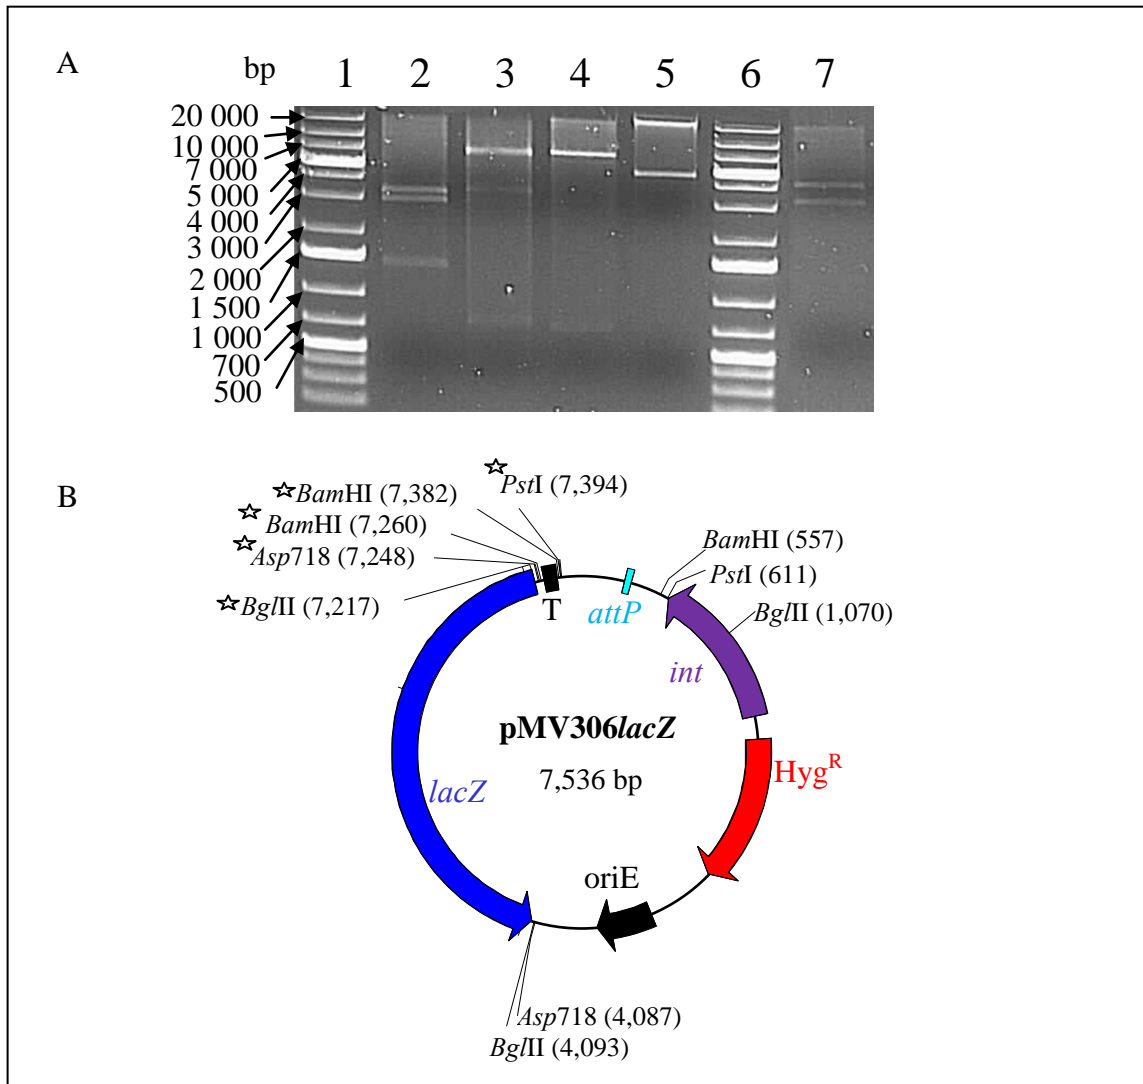 A
bp 1 2 3 4 5 6 7
20 000
10 000
7 000
5 000
4 000
3 000
2 000
1 500
1 000
700
500
B
PstI (7,394)
BamHI (7,382)
BamHI (7,260)
Asp718 (7,248)
BglII (7,217)
BamHI (557)
PstI (611)
BglII (1,070)
T
attP
int
pMV306lacZ
7,536 bp
HygR
lacZ
oriE
Asp718 (4,087)
BglII (4,093)